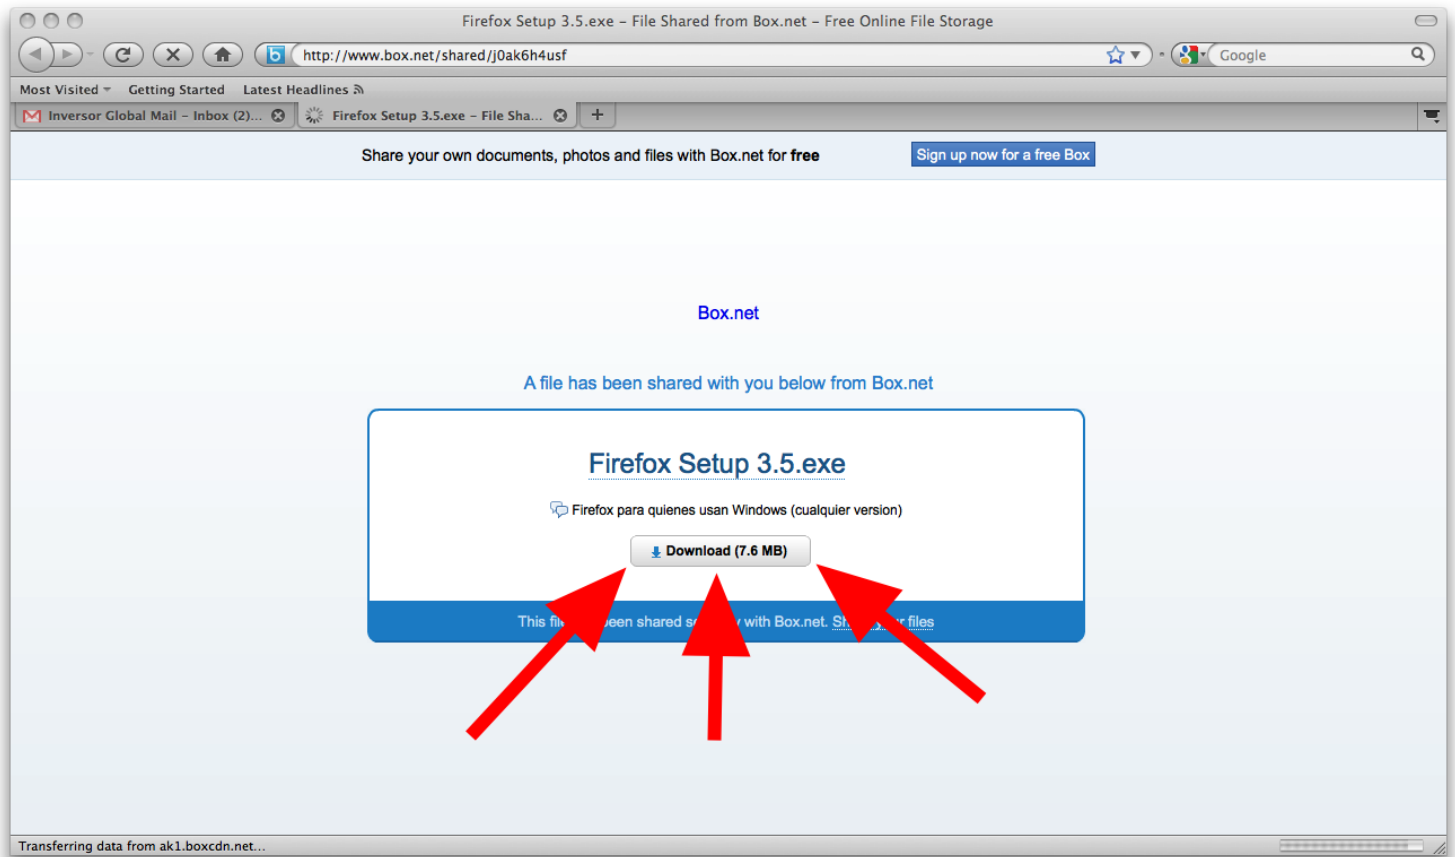 Firefox Setup 3.5.exe – File Shared from Box.net – Free Online File Storage
http://www.box.net/shared/j0ak6h4usf
Google
Most Visited Getting Started Latest Headlines
Inversor Global Mail – Inbox (2)... Firefox Setup 3.5.exe – File Sha...
Share your own documents, photos and files with Box.net for free Sign up now for a free Box
Box.net
A file has been shared with you below from Box.net
Firefox Setup 3.5.exe
Firefox para quienes usan Windows (cualquier version)
Download (7.6 MB)
This been shared with Box.net. files
Transferring data from ak1.boxcdn.net...